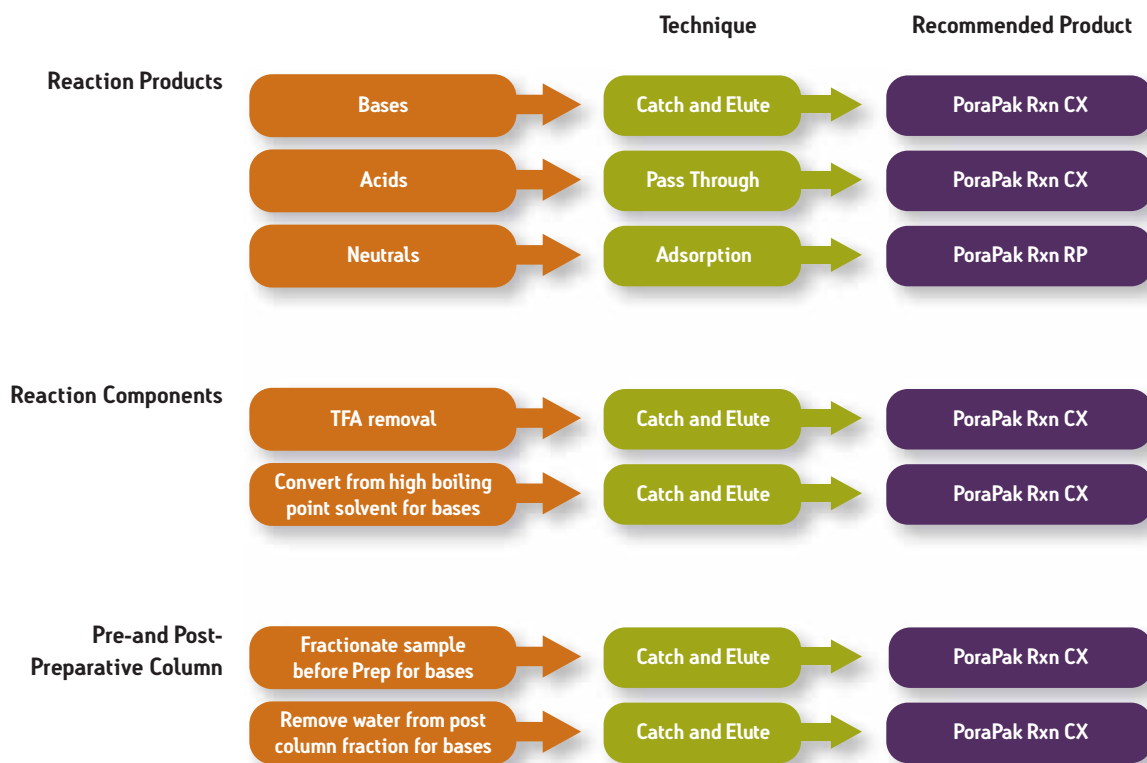 Technique
Recommended Product
Reaction Products
Bases
Catch and Elute
PoraPak Rxn CX
Acids
Pass Through
PoraPak Rxn CX
Neutrals
Adsorption
PoraPak Rxn RP
Reaction Components
TFA removal
Catch and Elute
PoraPak Rxn CX
Convert from high boiling
point solvent for bases
Catch and Elute
PoraPak Rxn CX
Pre-and Post-
Preparative Column
Fractionate sample
before Prep for bases
Catch and Elute
PoraPak Rxn CX
Remove water from post
column fraction for bases
Catch and Elute
PoraPak Rxn CX